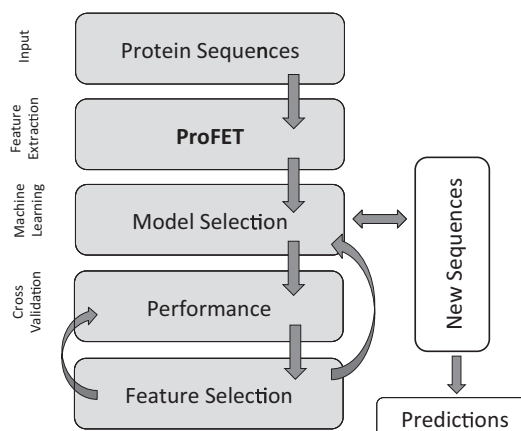 Input
Protein Sequences
Feature
Extraction
ProFET
Machine
Learning
Model Selection
New Sequences
Cross
Validation
Performance
Feature Selection
Predictions